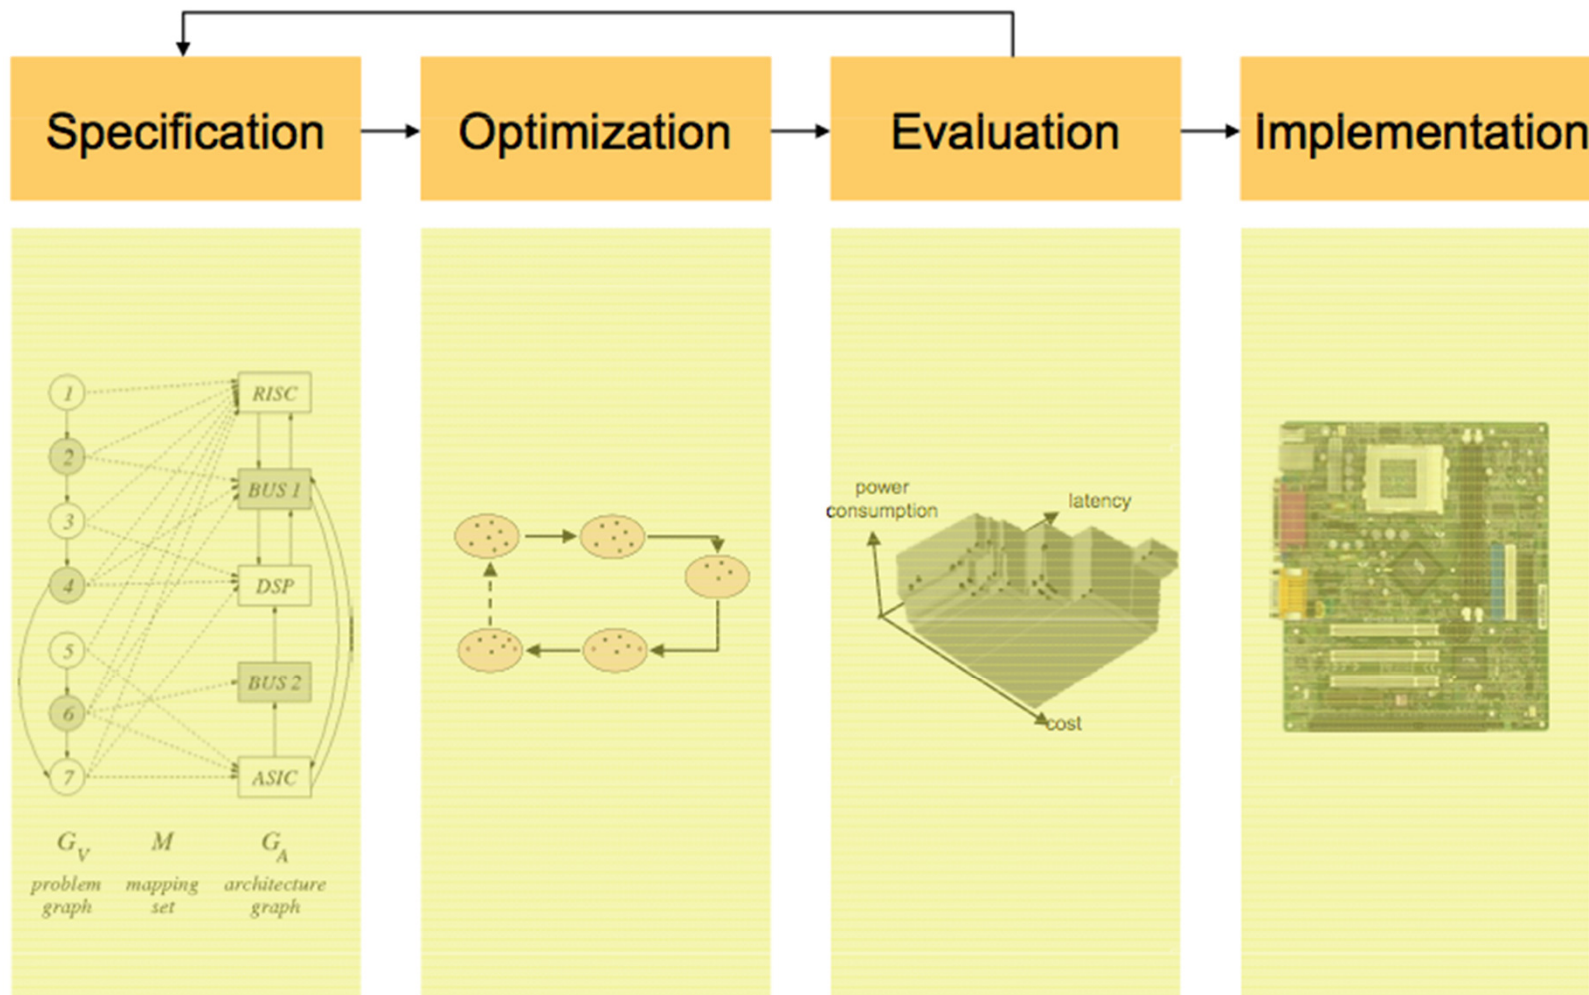 Specification
Optimization
Evaluation
Implementation
1
2
3
4
5
6
7
RISC
BUS 1
DSP
BUS 2
ASIC
G_V
M
G_A
problem
graph
mapping
set
architecture
graph
power
consumption
latency
cost